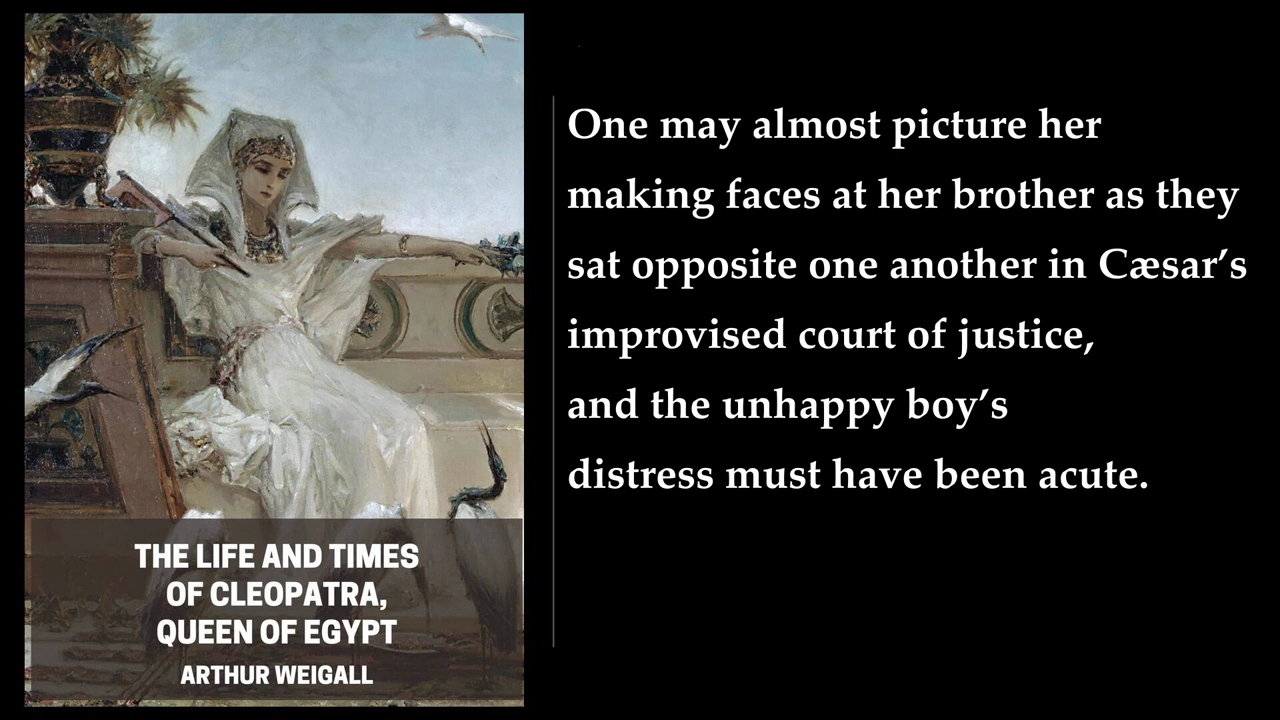 One may almost picture her
making faces at her brother as they
sat opposite one another in Cæsar’s
improvised court of justice,
and the unhappy boy’s
distress must have been acute.
THE LIFE AND TIMES
OF CLEOPATRA,
QUEEN OF EGYPT
ARTHUR WEIGALL